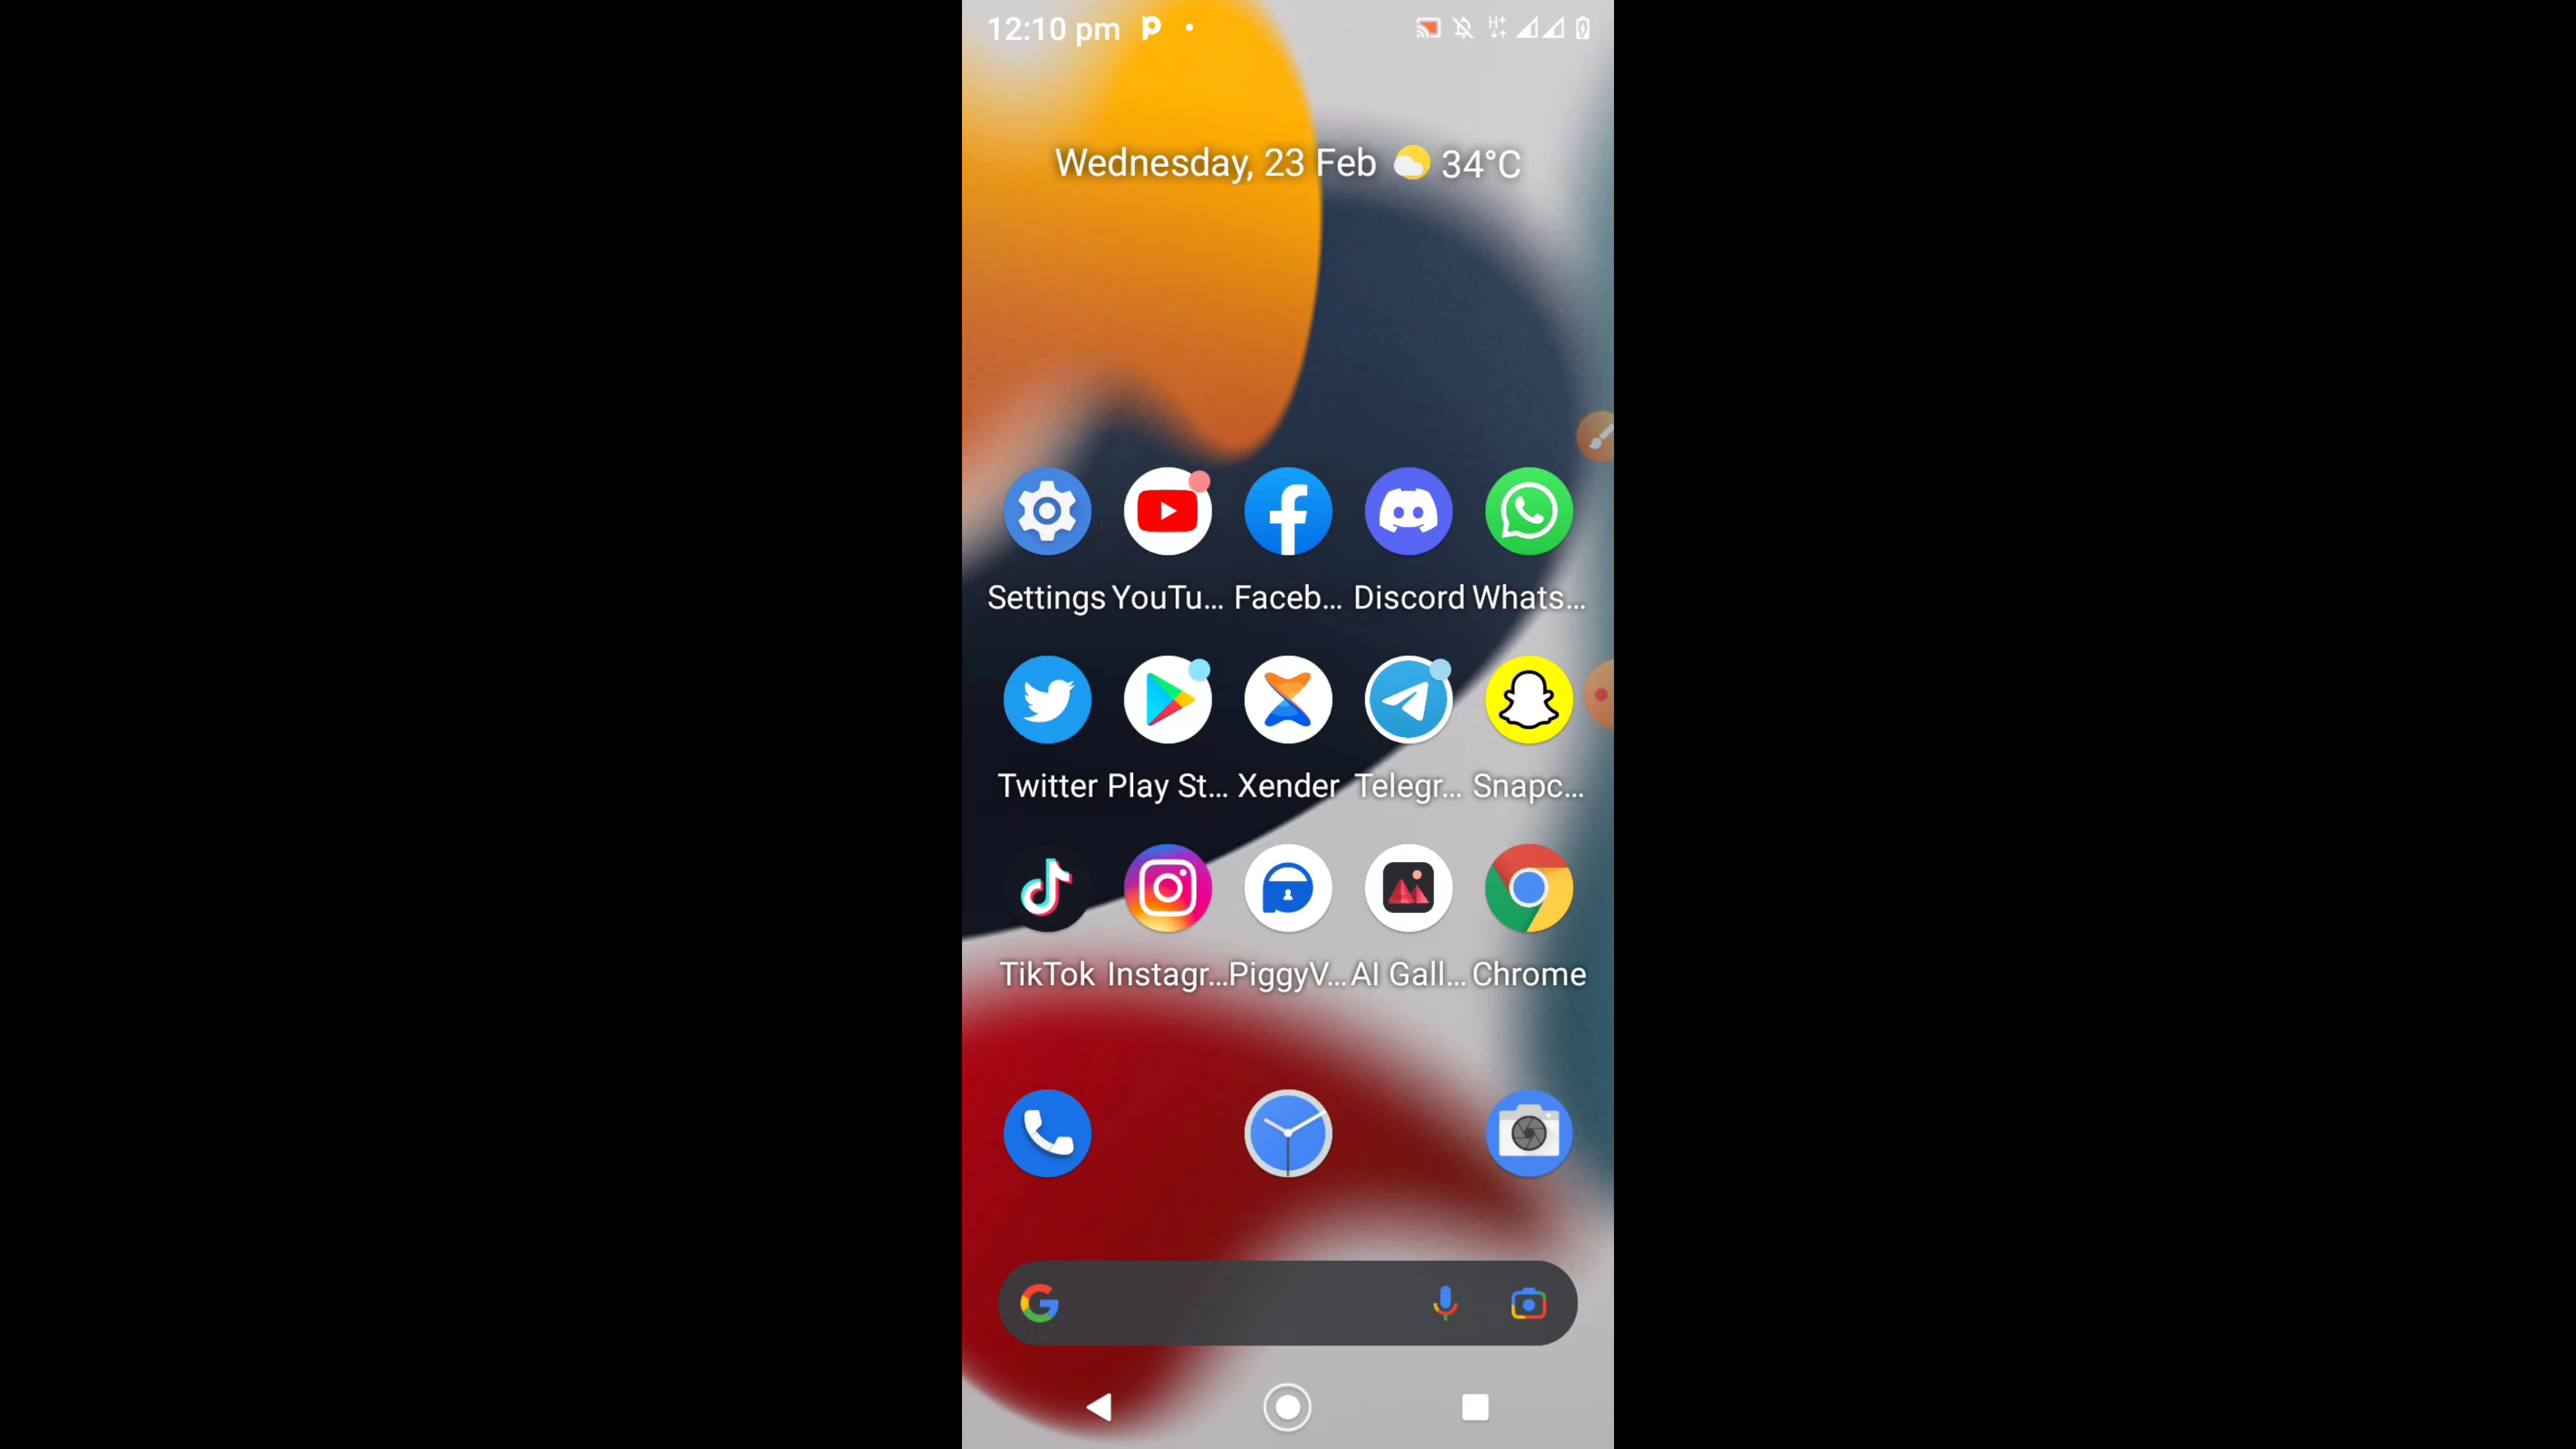 12:10 pm
H+
Wednesday, 23 Feb 34°C
Settings YouTu... Faceb... Discord Whats...
Twitter Play St... Xender Telegr... Snapc...
TikTok Instagr... PiggyV... AI Gall... Chrome